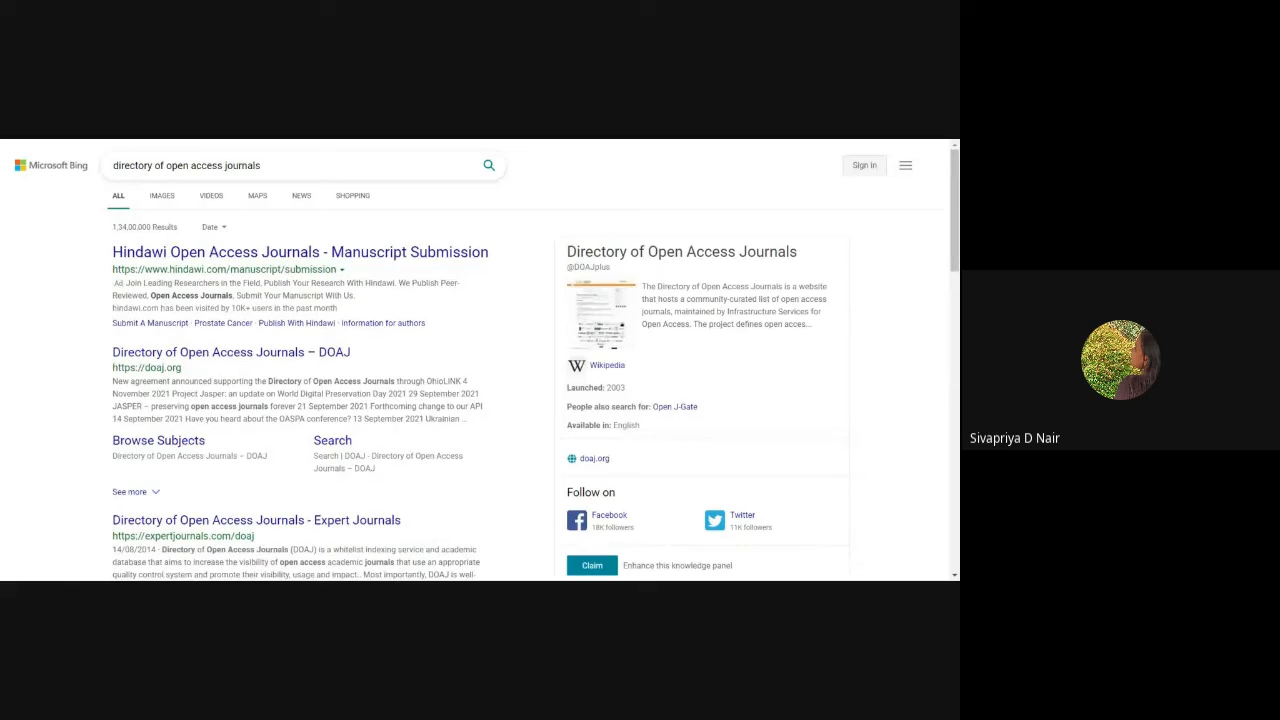 Microsoft Bing
directory of open access journals
Sign in
ALL
IMAGES
VIDEOS
MAPS
NEWS
SHOPPING
1,34,00,000 Results
Date
Hindawi Open Access Journals - Manuscript Submission
https://www.hindawi.com/manuscript/submission
Ad Join Leading Researchers in the Field, Publish Your Research With Hindawi. We Publish Peer-
Reviewed, Open Access Journals, Submit Your Manuscript With Us.
hindawi.com has been visited by 10K+ users in the past month
Submit A Manuscript · Prostate Cancer · Publish With Hindawi · Information for authors
Directory of Open Access Journals – DOAJ
https://doaj.org
New agreement announced supporting the Directory of Open Access Journals through OhioLINK 4
November 2021 Project Jasper: an update on World Digital Preservation Day 2021 29 September 2021
JASPER – preserving open access journals forever 21 September 2021 Forthcoming change to our API
14 September 2021 Have you heard about the OASPA conference? 13 September 2021 Ukrainian ...
Browse Subjects
Directory of Open Access Journals – DOAJ
Search
Search | DOAJ - Directory of Open Access
Journals – DOAJ
See more
Directory of Open Access Journals - Expert Journals
https://expertjournals.com/doaj
14/08/2014 · Directory of Open Access Journals (DOAJ) is a whitelist indexing service and academic
database that aims to increase the visibility of open access academic journals that use an appropriate
quality control system and promote their visibility, usage and impact.. Most importantly, DOAJ is well-
Directory of Open Access Journals
@DOAJplus
The Directory of Open Access Journals is a website
that hosts a community-curated list of open access
journals, maintained by Infrastructure Services for
Open Access. The project defines open acces...
W Wikipedia
Launched: 2003
People also search for: Open J-Gate
Available in: English
doaj.org
Follow on
Facebook
18K followers
Twitter
11K followers
Claim
Enhance this knowledge panel
Sivapriya D Nair